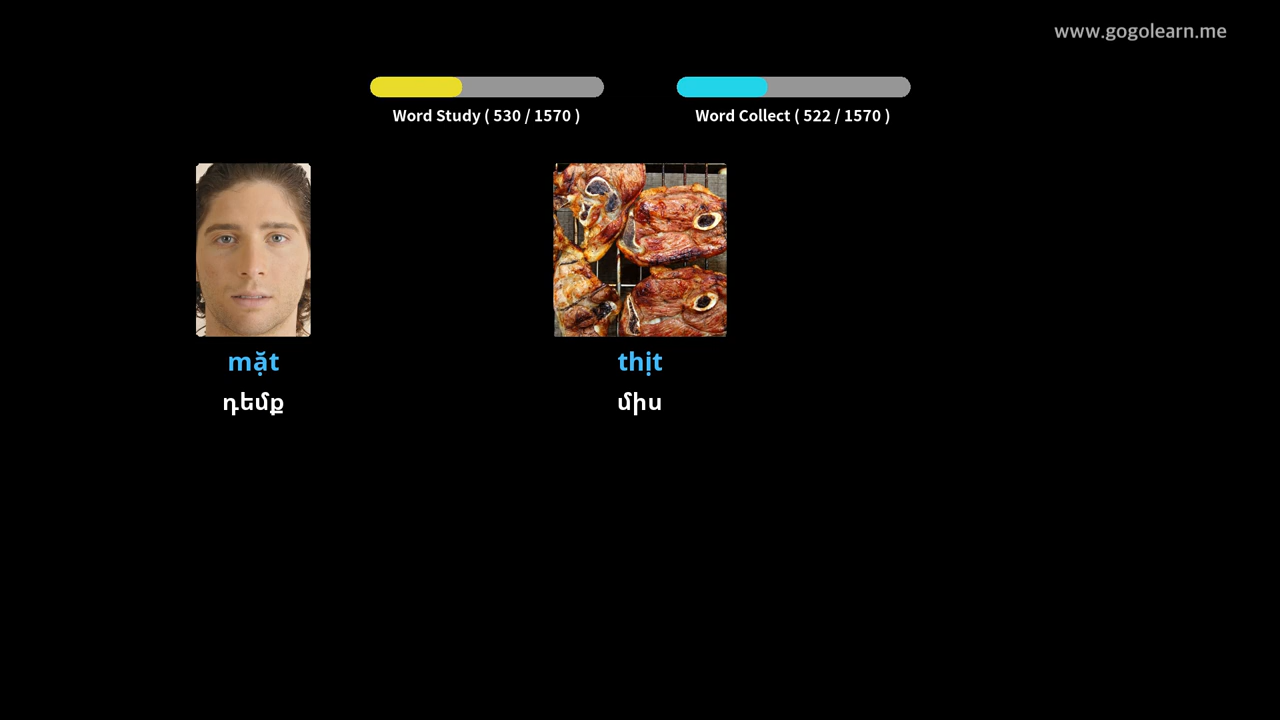 www.gogolearn.me
Word Study ( 530 / 1570 )
Word Collect ( 522 / 1570 )
mặt
դեմք
thịt
միս